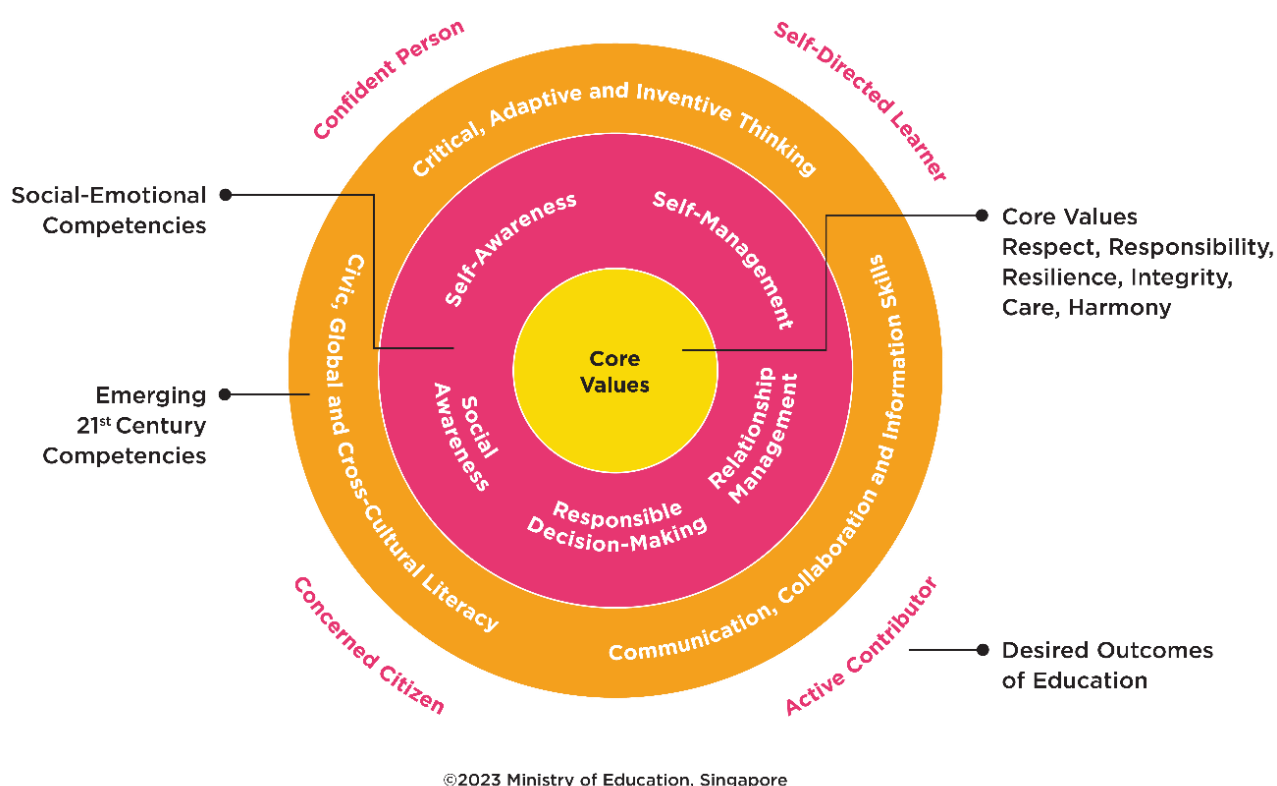 Confident Person
Self-Directed Learner
Critical, Adaptive and Inventive Thinking
Social-Emotional
Competencies
Self-Awareness
Self-Management
Core Values
Respect, Responsibility,
Resilience, Integrity,
Care, Harmony
Civic, Global and Cross-Cultural Literacy
Communication, Collaboration and Information Skills
Core
Values
Emerging
21st Century
Competencies
Social
Awareness
Relationship
Management
Responsible
Decision-Making
Concerned Citizen
Active Contributor
Desired Outcomes
of Education
©2023 Ministry of Education, Singapore